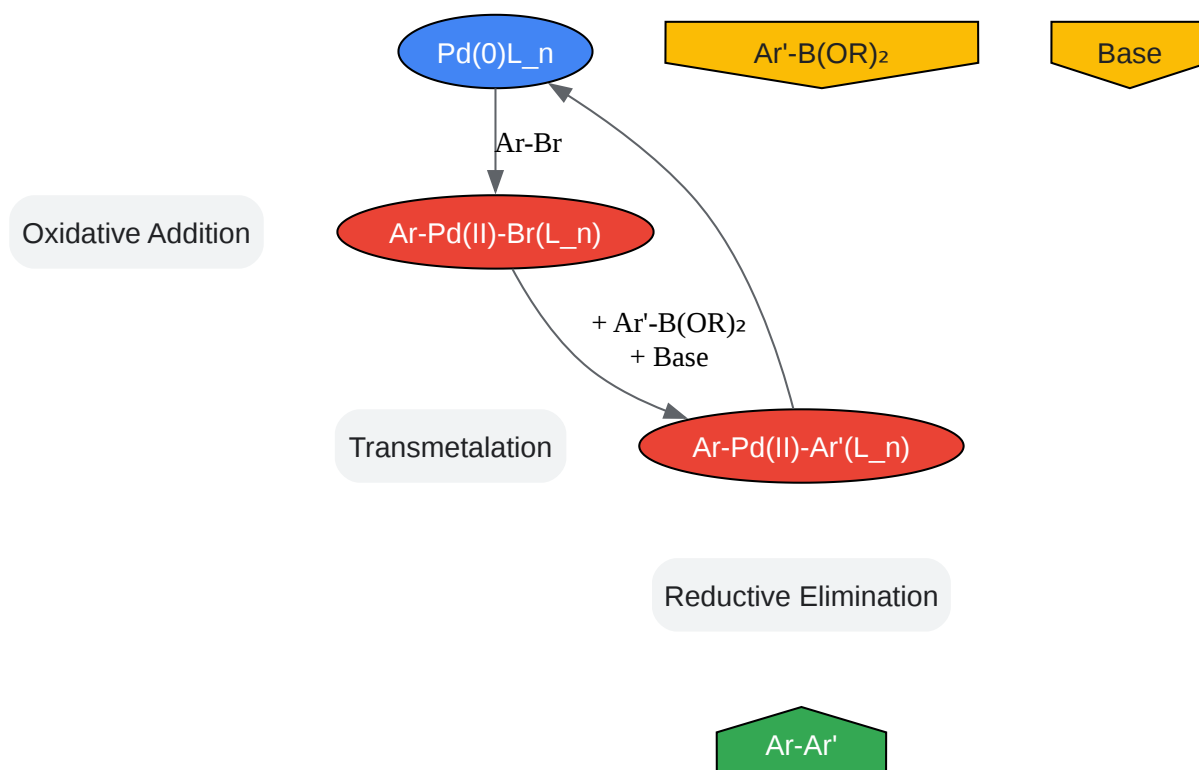 Pd(0)L_n
Ar'-B(OR)₂
Base
Ar-Br
Oxidative Addition
Ar-Pd(II)-Br(L_n)
+ Ar'-B(OR)₂
+ Base
Transmetalation
Ar-Pd(II)-Ar'(L_n)
Reductive Elimination
Ar-Ar'